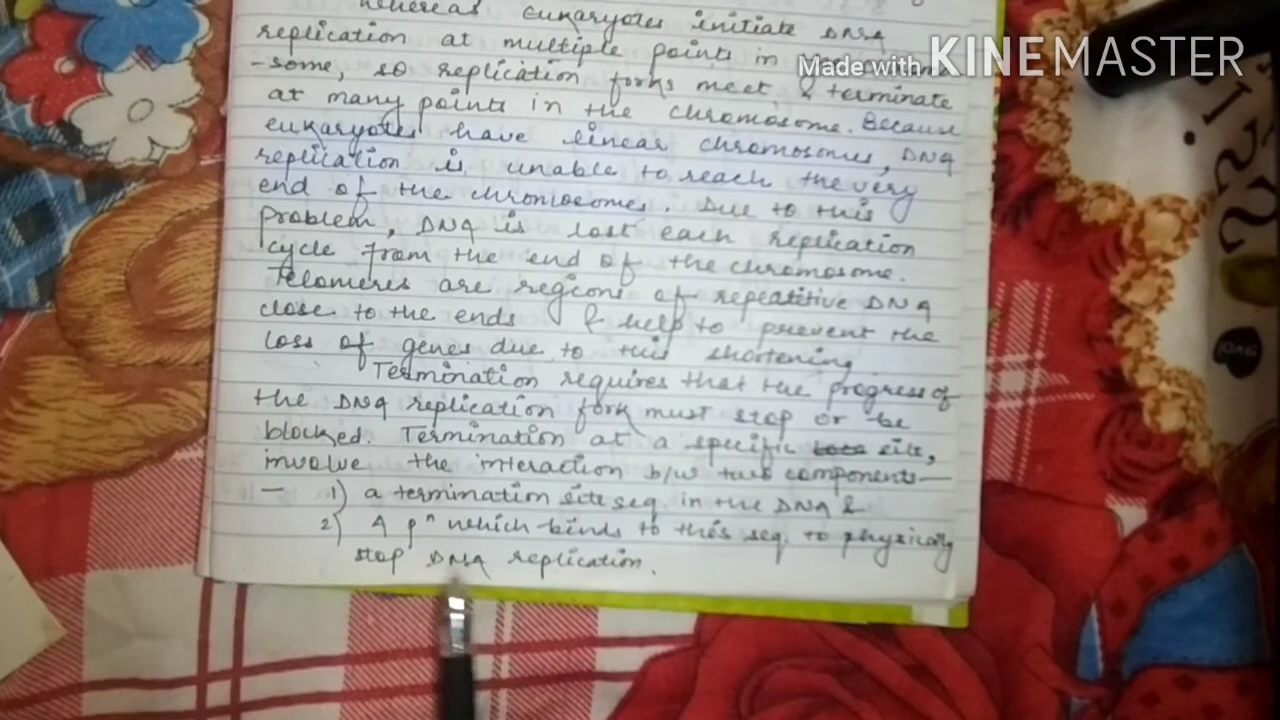 whereas eukaryotes initiate DNA
replication at multiple points in
Made with KINEMASTER
-some, so replication forks meet & terminate
at many points in the chromosome. Because
eukaryotes have linear chromosomes, DNA
replication is unable to reach the very
end of the chromosomes. Due to this
problem, DNA is lost each replication
cycle from the end of the chromosome.
Telomeres are regions of repeatitive DNA
close to the ends & help to prevent the
loss of genes due to this shortening
Termination requires that the progress of
the DNA replication fork must stop or be
blocked. Termination at a specific site,
involve the interaction b/w two components—
— 1) a termination site seq. in the DNA &
2) A pⁿ which binds to this seq. to physically
stop DNA replication.